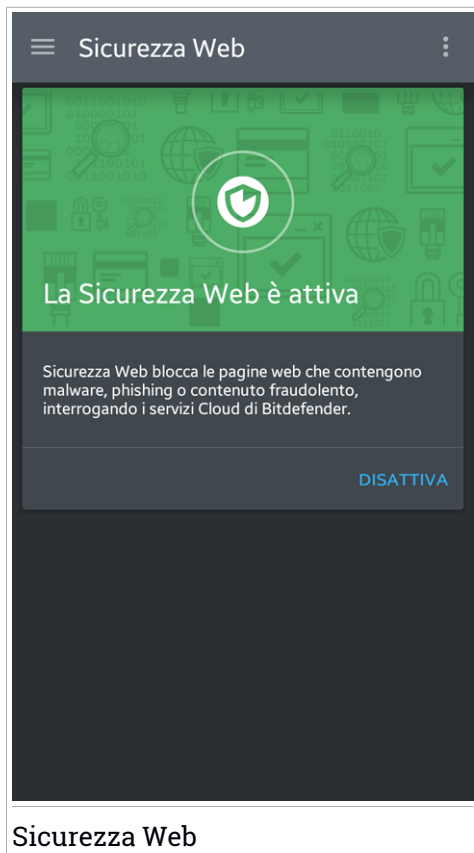 Sicurezza Web
La Sicurezza Web è attiva
Sicurezza Web blocca le pagine web che contengono
malware, phishing o contenuto fraudolento,
interrogando i servizi Cloud di Bitdefender.
DISATTIVA
Sicurezza Web